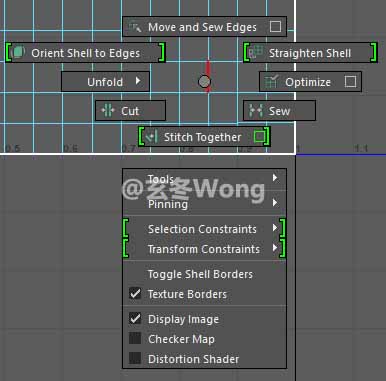 Move and Sew Edges
Orient Shell to Edges
Straighten Shell
Unfold
Optimize
Cut
Sew
Stitch Together
0.5 0.6 0.7 0.8 0.9 1 1.1
Tools
@玄冬Wong
Pinning
Selection Constraints
Transform Constraints
Toggle Shell Borders
Texture Borders
Display Image
Checker Map
Distortion Shader